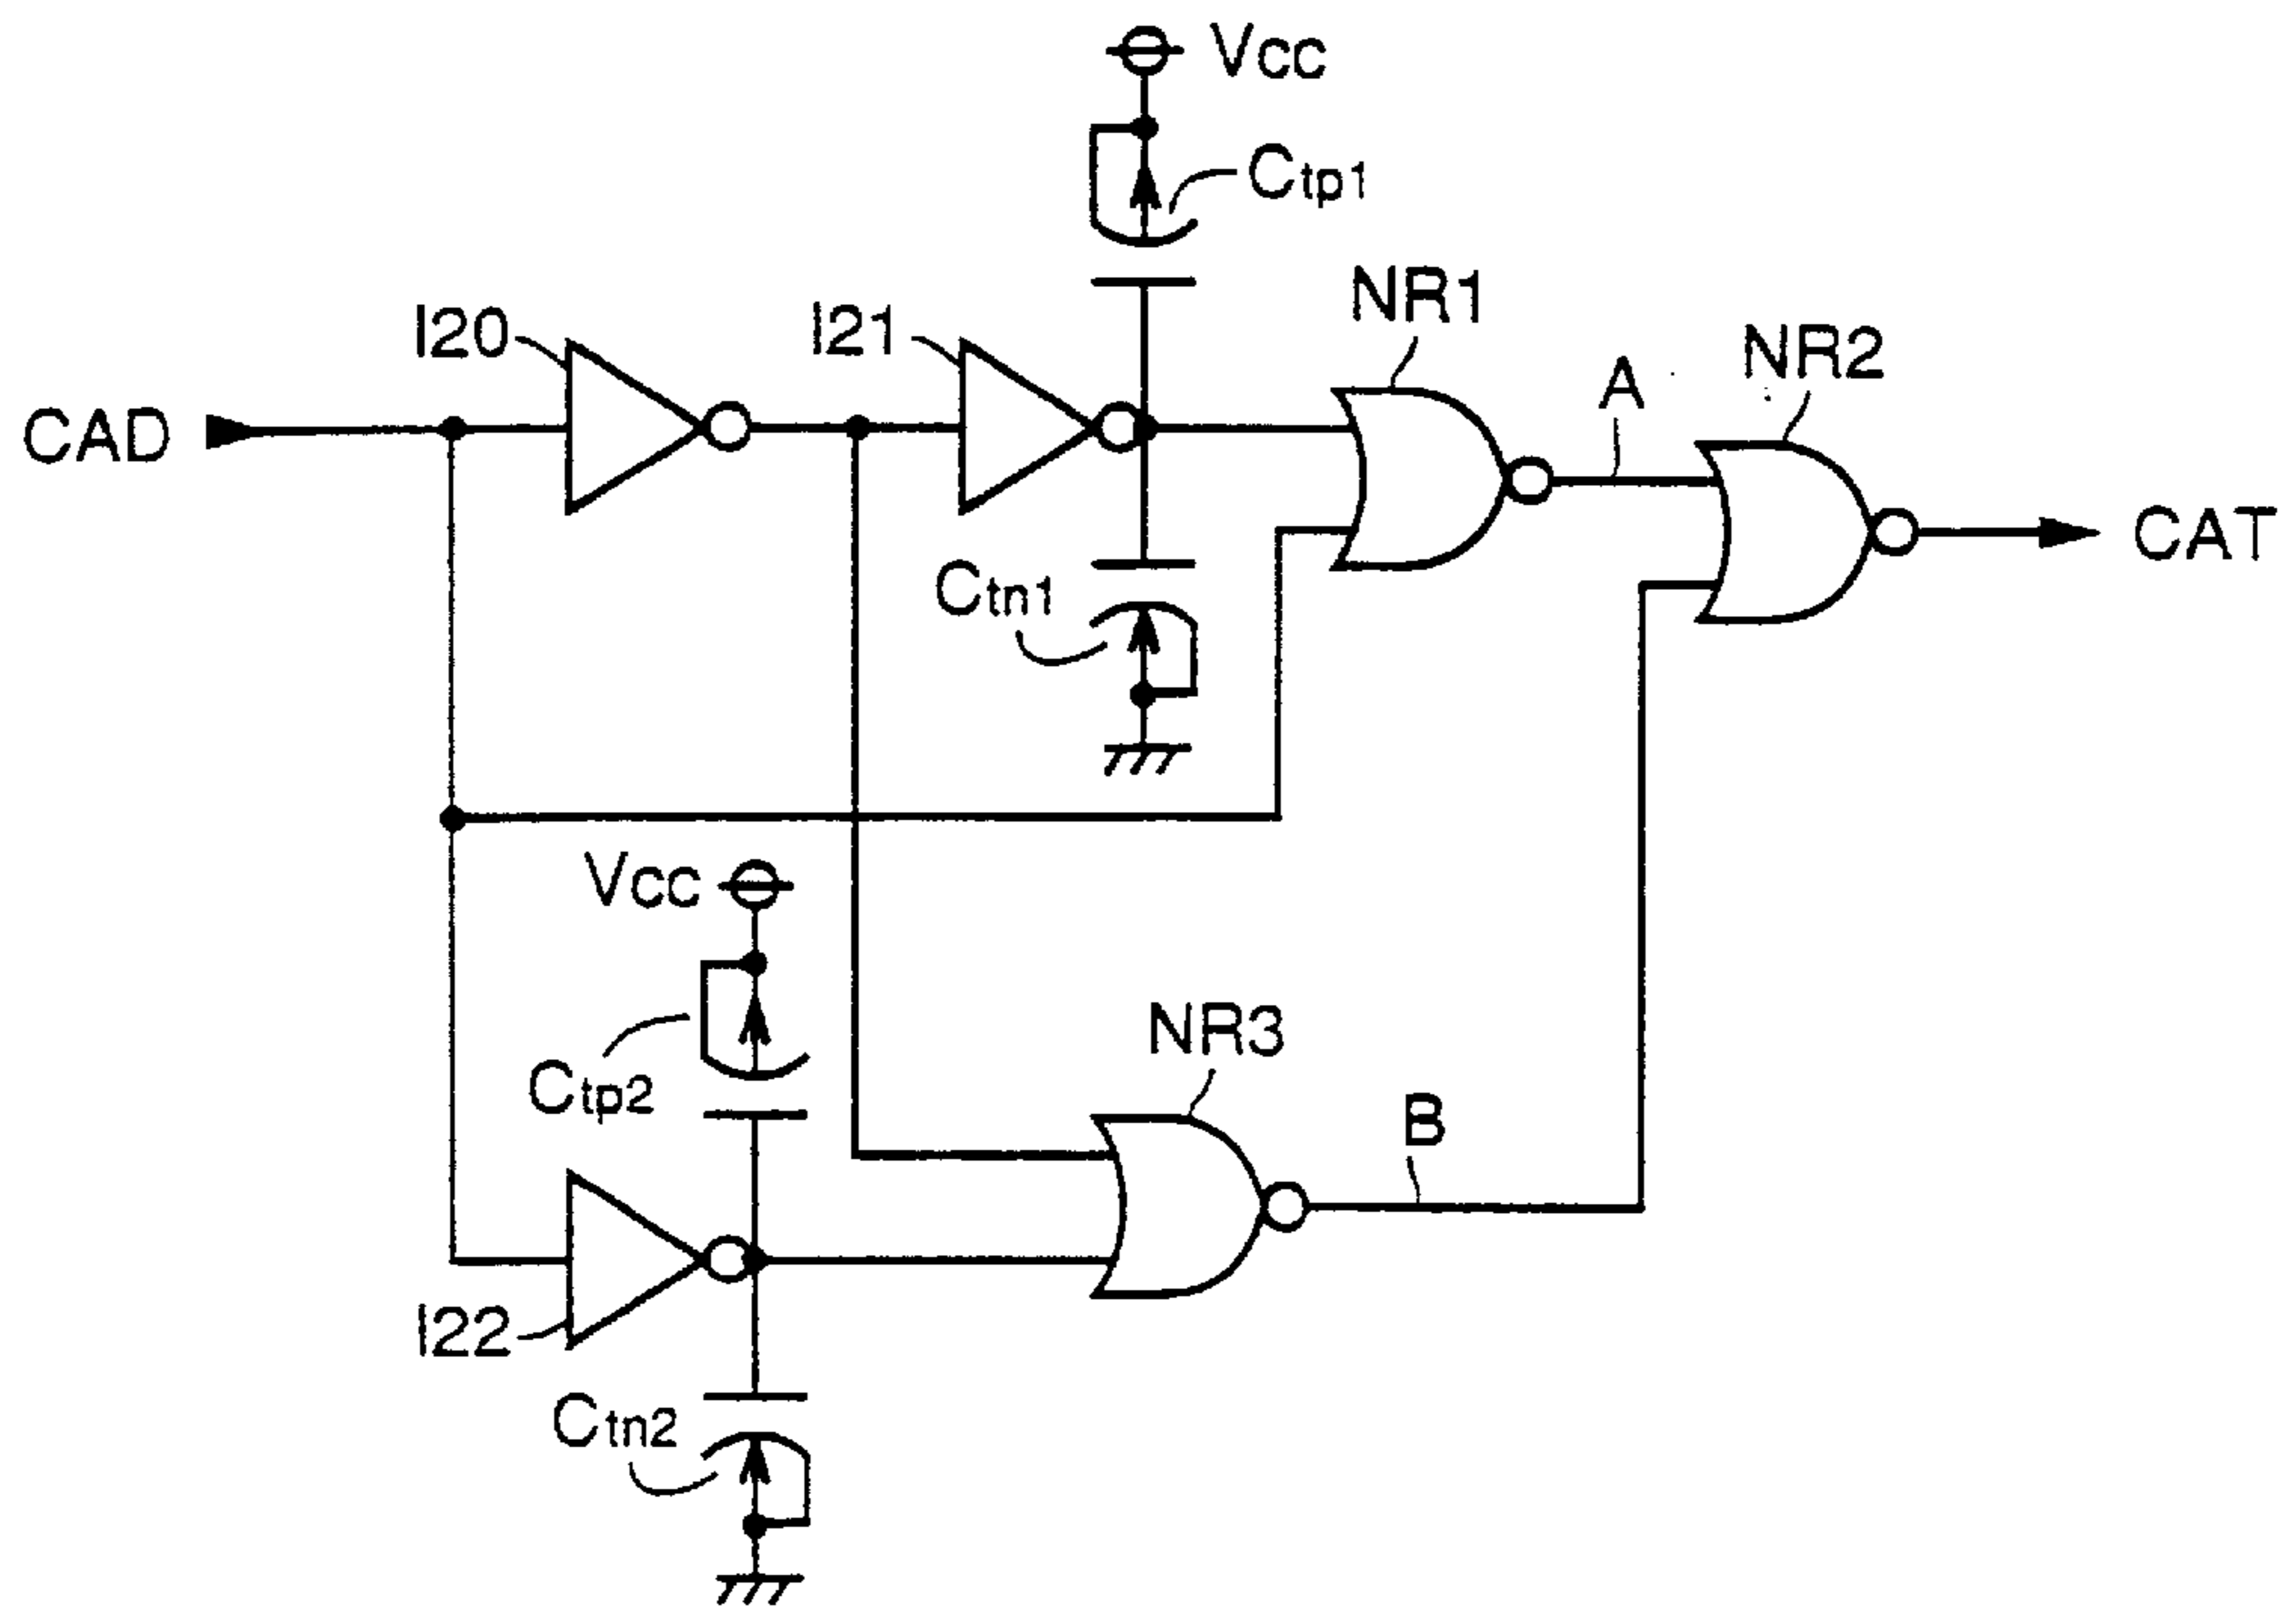 Vcc
Ctp1
NR1
I20
I21
NR2
A
CAD
CAT
Ctn1
Vcc
NR3
Ctp2
B
I22
Ctn2